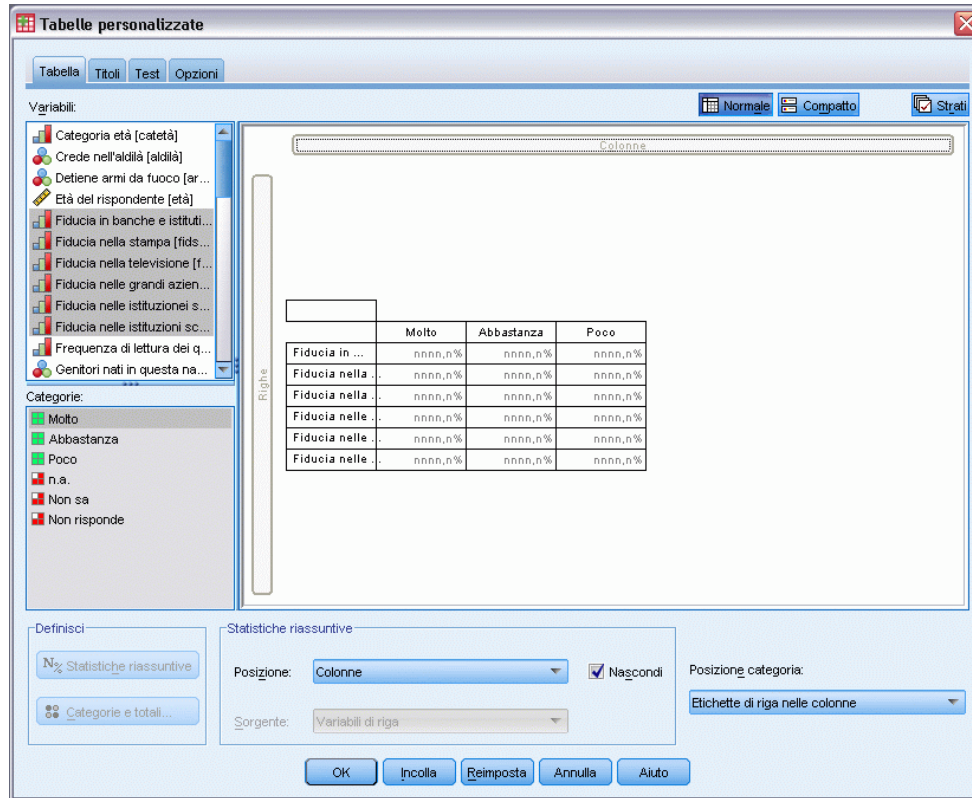 Tabelle personalizzate
Tabella Titoli Test Opzioni
Variabili:
Normale Compatto Strati
Categoria età [catetà]
Crede nell'aldilà [aldilà]
Detiene armi da fuoco [ar...
Età del rispondente [età]
Fiducia in banche e istituti...
Fiducia nella stampa [fids...
Fiducia nella televisione [f...
Fiducia nelle grandi azien...
Fiducia nelle istituzionei s...
Fiducia nelle istituzioni sc...
Frequenza di lettura dei q...
Genitori nati in questa na...
Categorie:
Molto
Abbastanza
Poco
n.a.
Non sa
Non risponde
Colonne
Righe
Molto Abbastanza Poco
Fiducia in ... nnnn,n% nnnn,n% nnnn,n%
Fiducia nella ... nnnn,n% nnnn,n% nnnn,n%
Fiducia nella ... nnnn,n% nnnn,n% nnnn,n%
Fiducia nelle ... nnnn,n% nnnn,n% nnnn,n%
Fiducia nelle ... nnnn,n% nnnn,n% nnnn,n%
Fiducia nelle ... nnnn,n% nnnn,n% nnnn,n%
Definisci
N% Statistiche riassuntive
Categorie e totali...
Statistiche riassuntive
Posizione: Colonne Nascondi
Sorgente: Variabili di riga
Posizione categoria:
Etichette di riga nelle colonne
OK Incolla Reimposta Annulla Aiuto